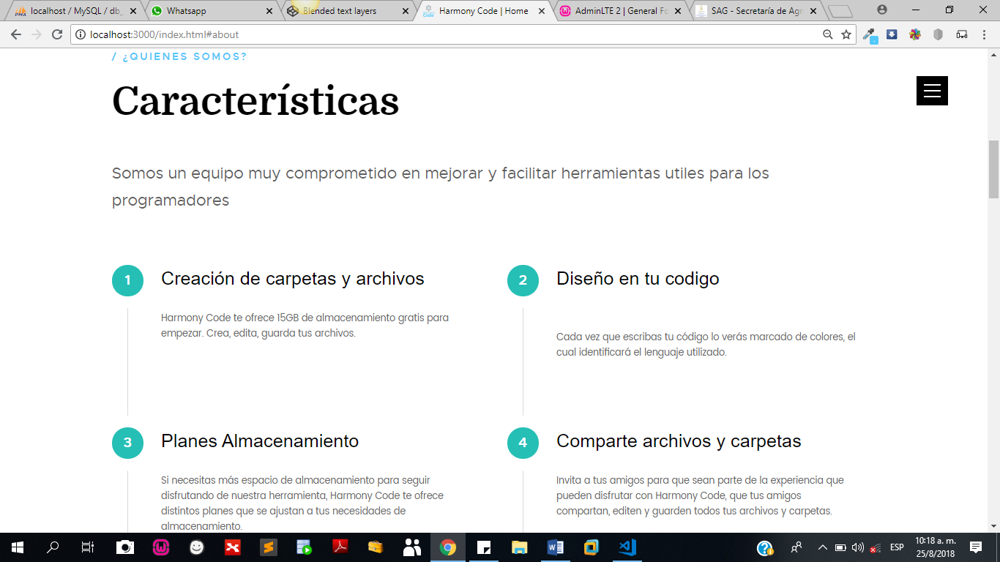 localhost / MySQL / db_
Whatsapp
Blended text layers
Harmony Code | Home
AdminLTE 2 | General Fo
SAG - Secretaría de Agr
localhost:3000/index.html#about
/ ¿QUIENES SOMOS?
Características
Somos un equipo muy comprometido en mejorar y facilitar herramientas utiles para los
programadores
1
Creación de carpetas y archivos
Harmony Code te ofrece 15GB de almacenamiento gratis para
empezar. Crea, edita, guarda tus archivos.
2
Diseño en tu codigo
Cada vez que escribas tu código lo verás marcado de colores, el
cual identificará el lenguaje utilizado.
3
Planes Almacenamiento
Si necesitas más espacio de almacenamiento para seguir
disfrutando de nuestra herramienta, Harmony Code te ofrece
distintos planes que se ajustan a tus necesidades de
almacenamiento.
4
Comparte archivos y carpetas
Invita a tus amigos para que sean parte de la experiencia que
pueden disfrutar con Harmony Code, que tus amigos
compartan, editen y guarden todos tus archivos y carpetas.
ESP
10:18 a. m.
25/8/2018